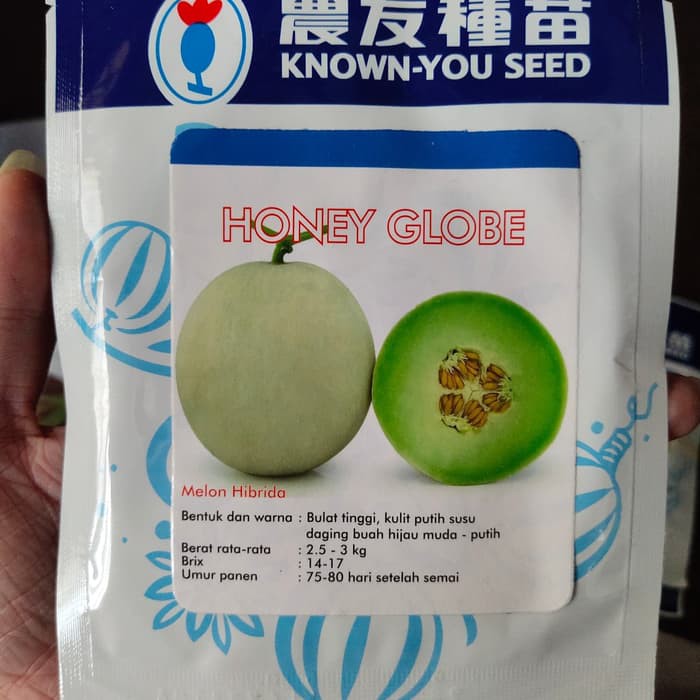 農友種苗
KNOWN-YOU SEED
HONEY GLOBE
Melon Hibrida
Bentuk dan warna : Bulat tinggi, kulit putih susu
daging buah hijau muda - putih
Berat rata-rata : 2.5 - 3 kg
Brix : 14-17
Umur panen : 75-80 hari setelah semai